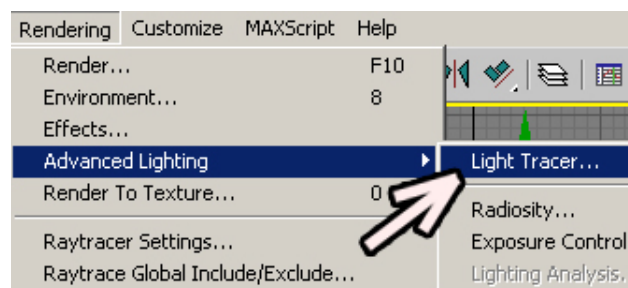 Rendering Customize MAXScript Help
Render... F10
Environment... 8
Effects...
Advanced Lighting
Light Tracer...
Render To Texture... 0
Radiosity...
Raytracer Settings...
Exposure Control
Raytrace Global Include/Exclude...
Lighting Analysis.